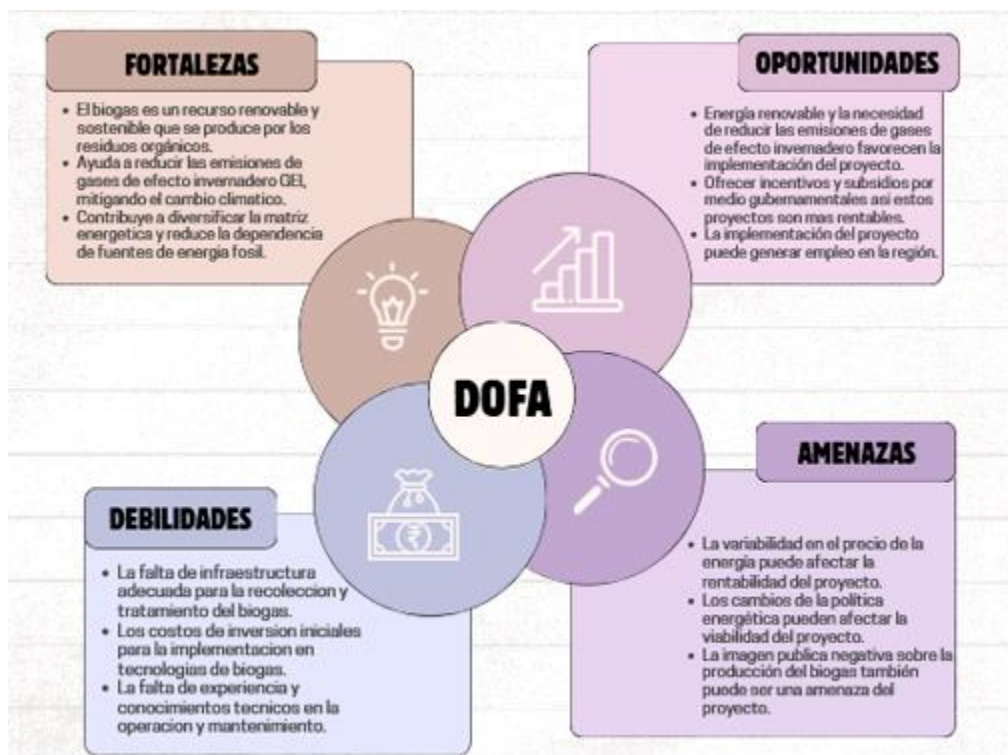 FORTALEZAS
• El biogas es un recurso renovable y
sostenible que se produce por los
residuos orgánicos.
• Ayuda a reducir las emisiones de
gases de efecto invernadero GEI,
mitigando el cambio climatico.
• Contribuye a diversificar la matriz
energetica y reduce la dependencia
de fuentes de energia fosil.
OPORTUNIDADES
• Energía renovable y la necesidad
de reducir las emisiones de gases
de efecto invernadero favorecen la
implementación del proyecto.
• Ofrecer incentivos y subsidios por
medio gubernamentales asi estos
proyectos son mas rentables.
• La implementación del proyecto
puede generar empleo en la región.
DOFA
DEBILIDADES
• La falta de infraestructura
adecuada para la recoleccion y
tratamiento del biogas.
• Los costos de inversion iniciales
para la implementacion en
tecnologias de biogas.
• La falta de experiencia y
conocimientos tecnicos en la
operacion y mantenimiento.
₹
AMENAZAS
• La variabilidad en el precio de la
energía puede afectar la
rentabilidad del proyecto.
• Los cambios de la política
energética pueden afectar la
viabilidad del proyecto.
• La imagen publica negativa sobre la
producción del biogas también
puede ser una amenaza del
proyecto.